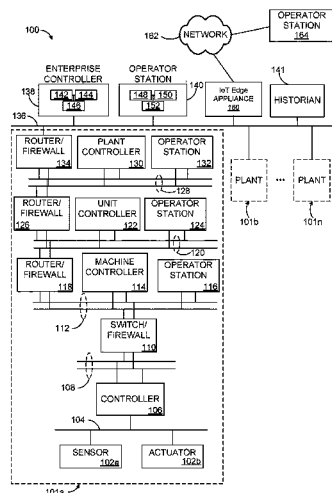 100
162
NETWORK
OPERATOR STATION
164
ENTERPRISE CONTROLLER
138
142
144
146
OPERATOR STATION
148
150
152
140
IoT Edge APPLIANCE
160
141
HISTORIAN
136
ROUTER/ FIREWALL
134
PLANT CONTROLLER
130
OPERATOR STATION
132
128
PLANT
...
PLANT
101b
101n
ROUTER/ FIREWALL
126
UNIT CONTROLLER
122
OPERATOR STATION
124
120
ROUTER/ FIREWALL
118
MACHINE CONTROLLER
114
OPERATOR STATION
116
112
SWITCH/ FIREWALL
110
108
CONTROLLER
106
104
SENSOR
102a
ACTUATOR
102b
101a